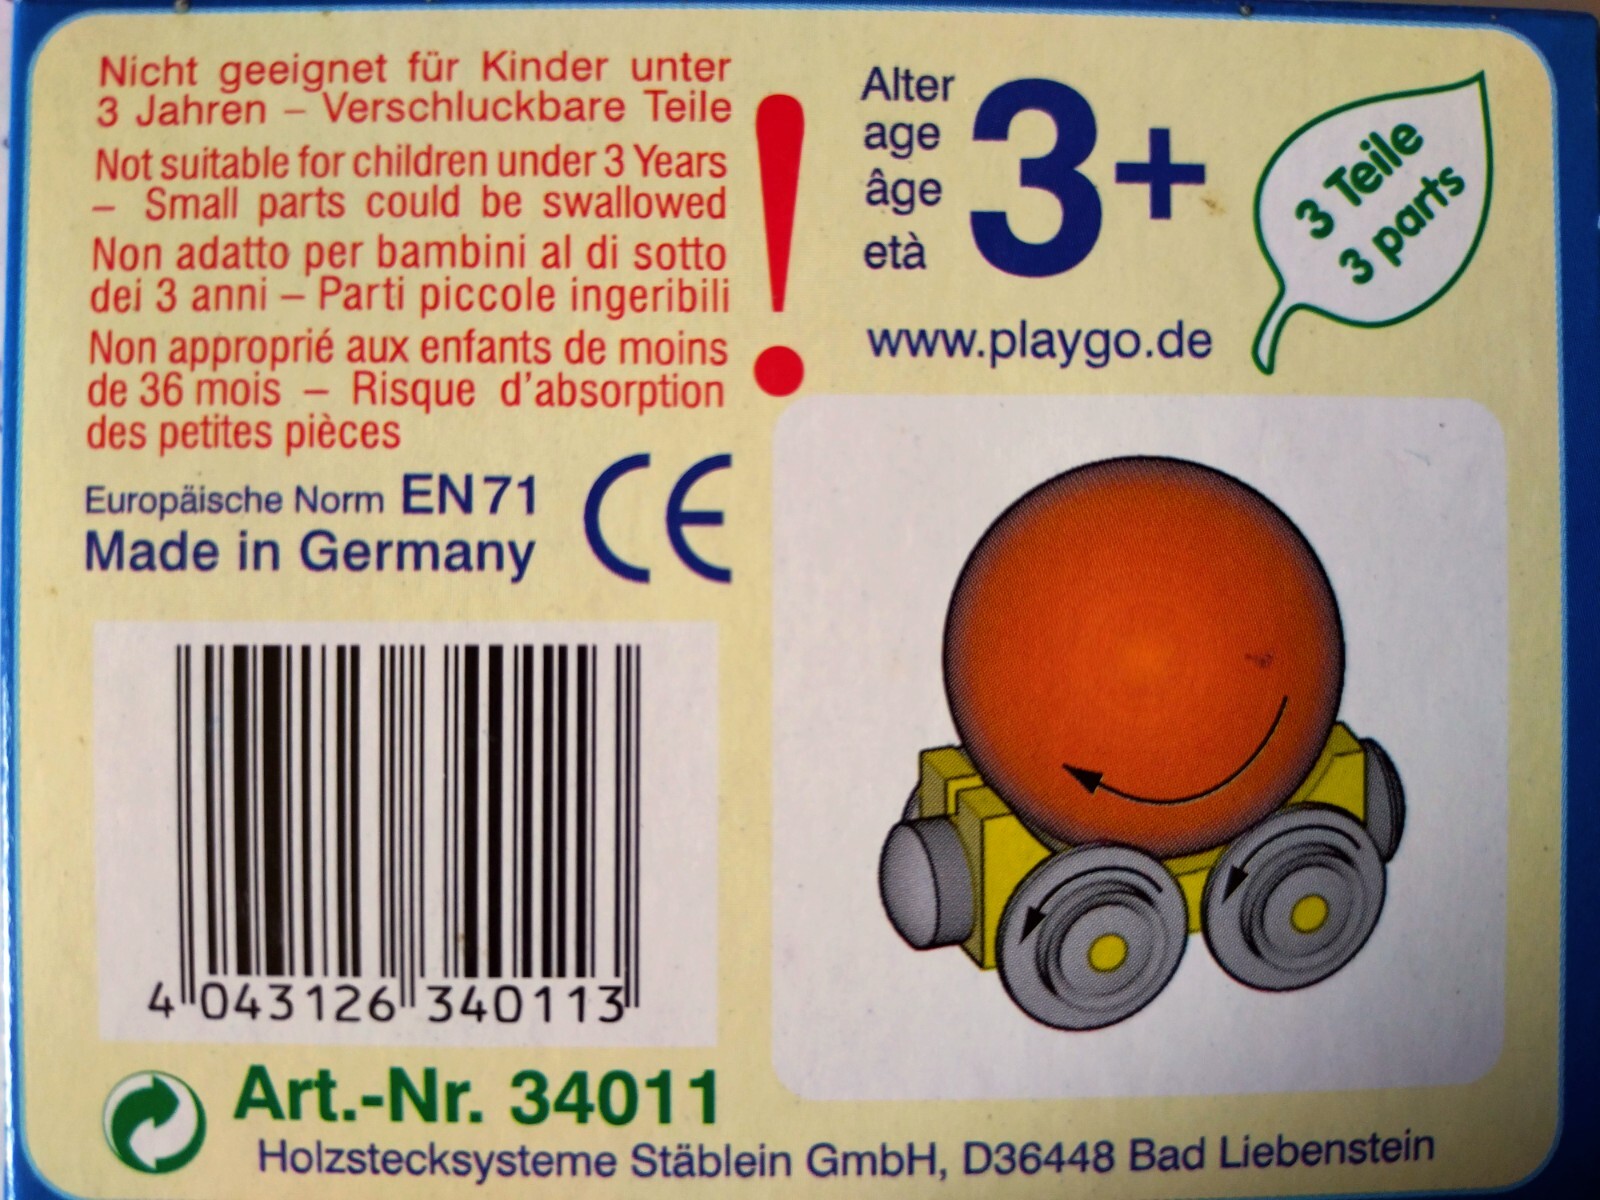 Nicht geeignet für Kinder unter
3 Jahren – Verschluckbare Teile
Not suitable for children under 3 Years
– Small parts could be swallowed
Non adatto per bambini al di sotto
dei 3 anni – Parti piccole ingeribili
Non approprié aux enfants de moins
de 36 mois – Risque d'absorption
des petites pièces
!
Alter
age
âge
età
3+
3 Teile
3 parts
www.playgo.de
Europäische Norm EN 71
Made in Germany
CE
4 043126 340113
Art.-Nr. 34011
Holzstecksysteme Stäblein GmbH, D36448 Bad Liebenstein